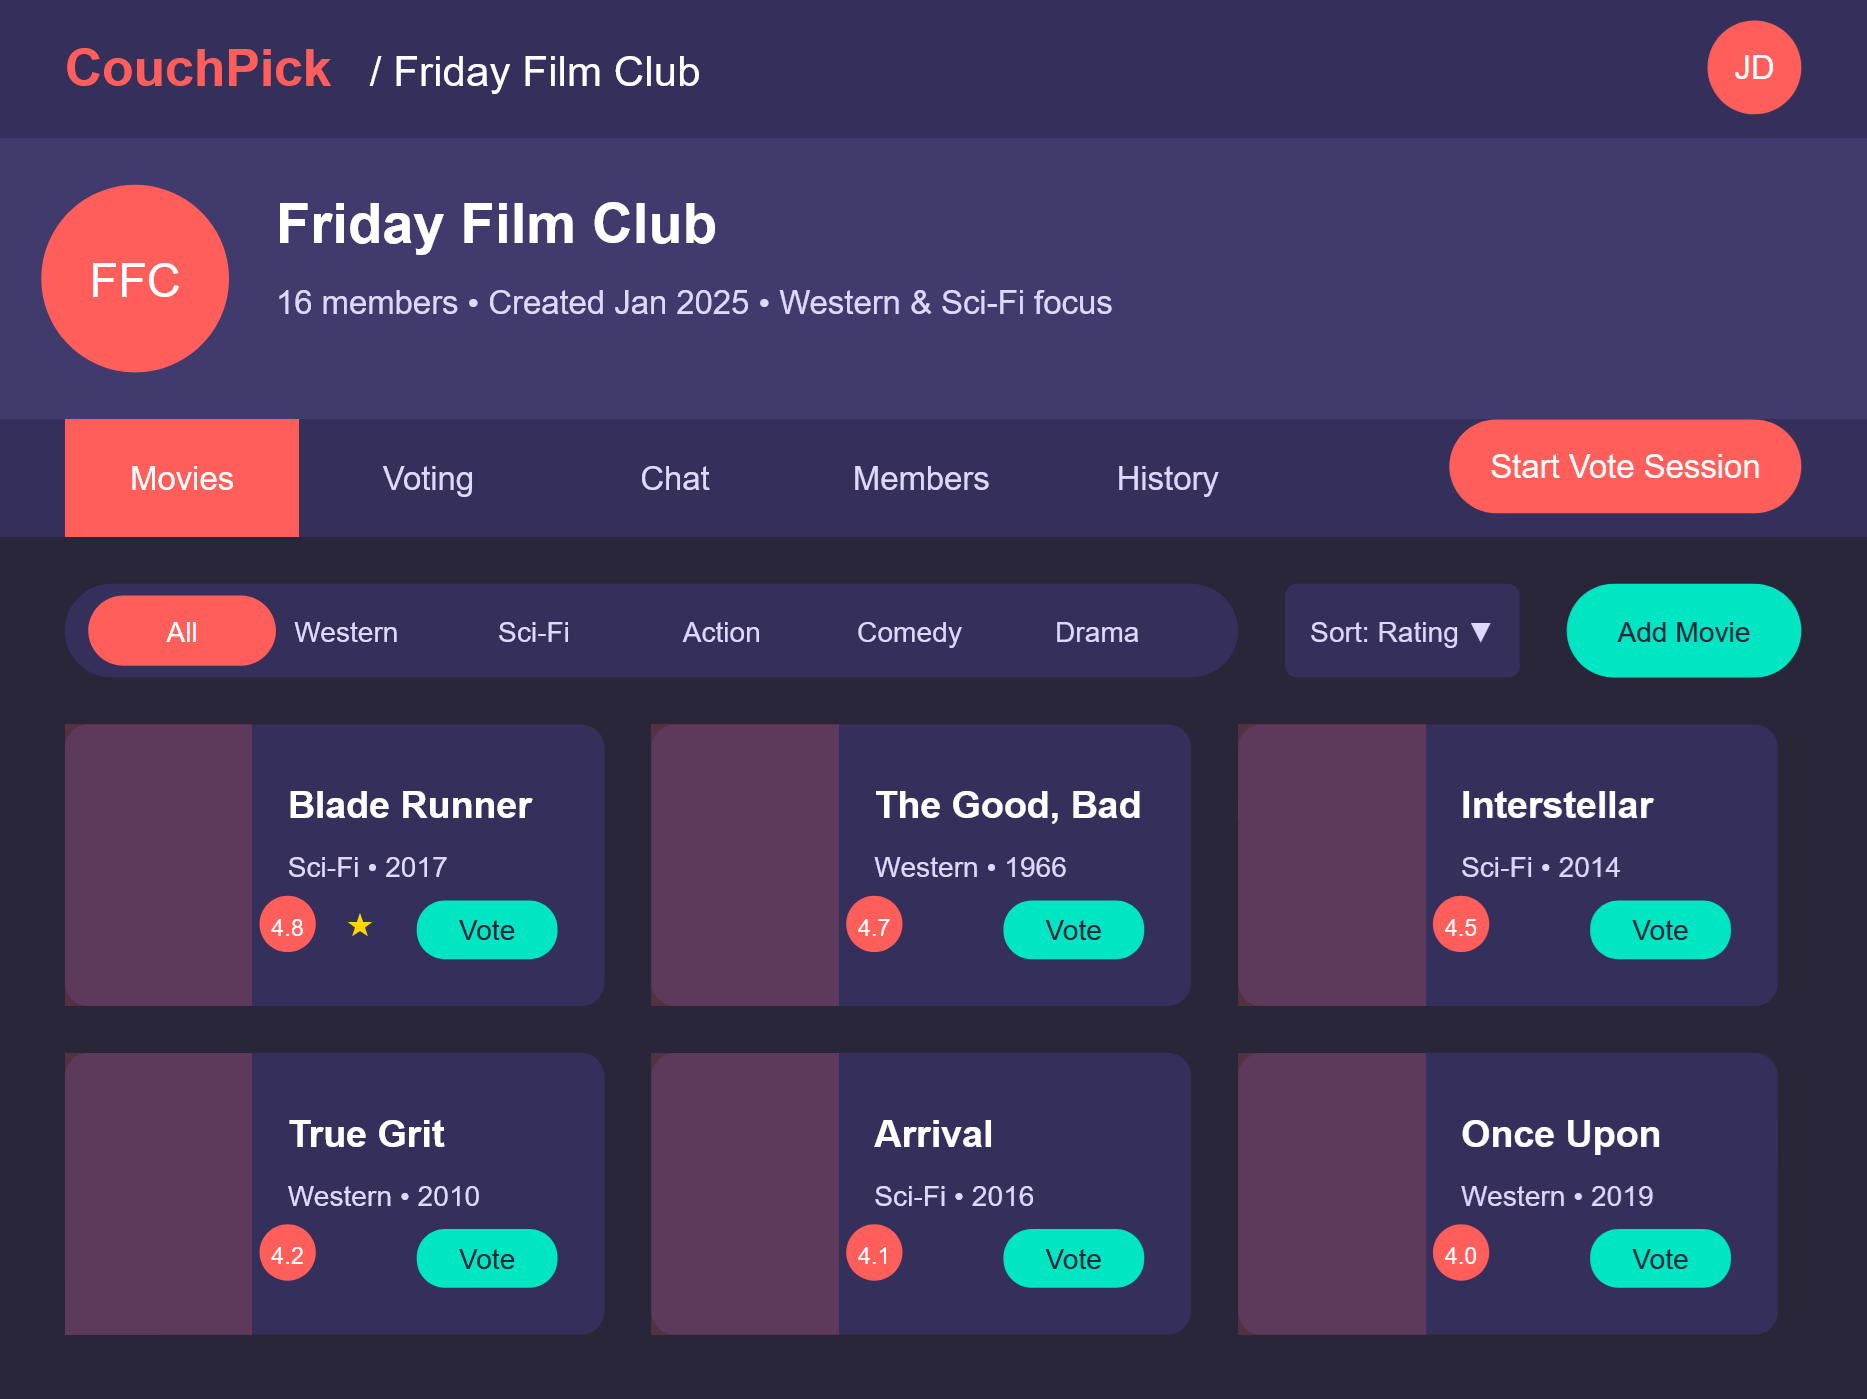 CouchPick / Friday Film Club
JD
FFC
Friday Film Club
16 members • Created Jan 2025 • Western & Sci-Fi focus
Movies Voting Chat Members History Start Vote Session
All Western Sci-Fi Action Comedy Drama Sort: Rating ▼ Add Movie
Blade Runner
Sci-Fi • 2017
4.8 ★ Vote
The Good, Bad
Western • 1966
4.7 Vote
Interstellar
Sci-Fi • 2014
4.5 Vote
True Grit
Western • 2010
4.2 Vote
Arrival
Sci-Fi • 2016
4.1 Vote
Once Upon
Western • 2019
4.0 Vote